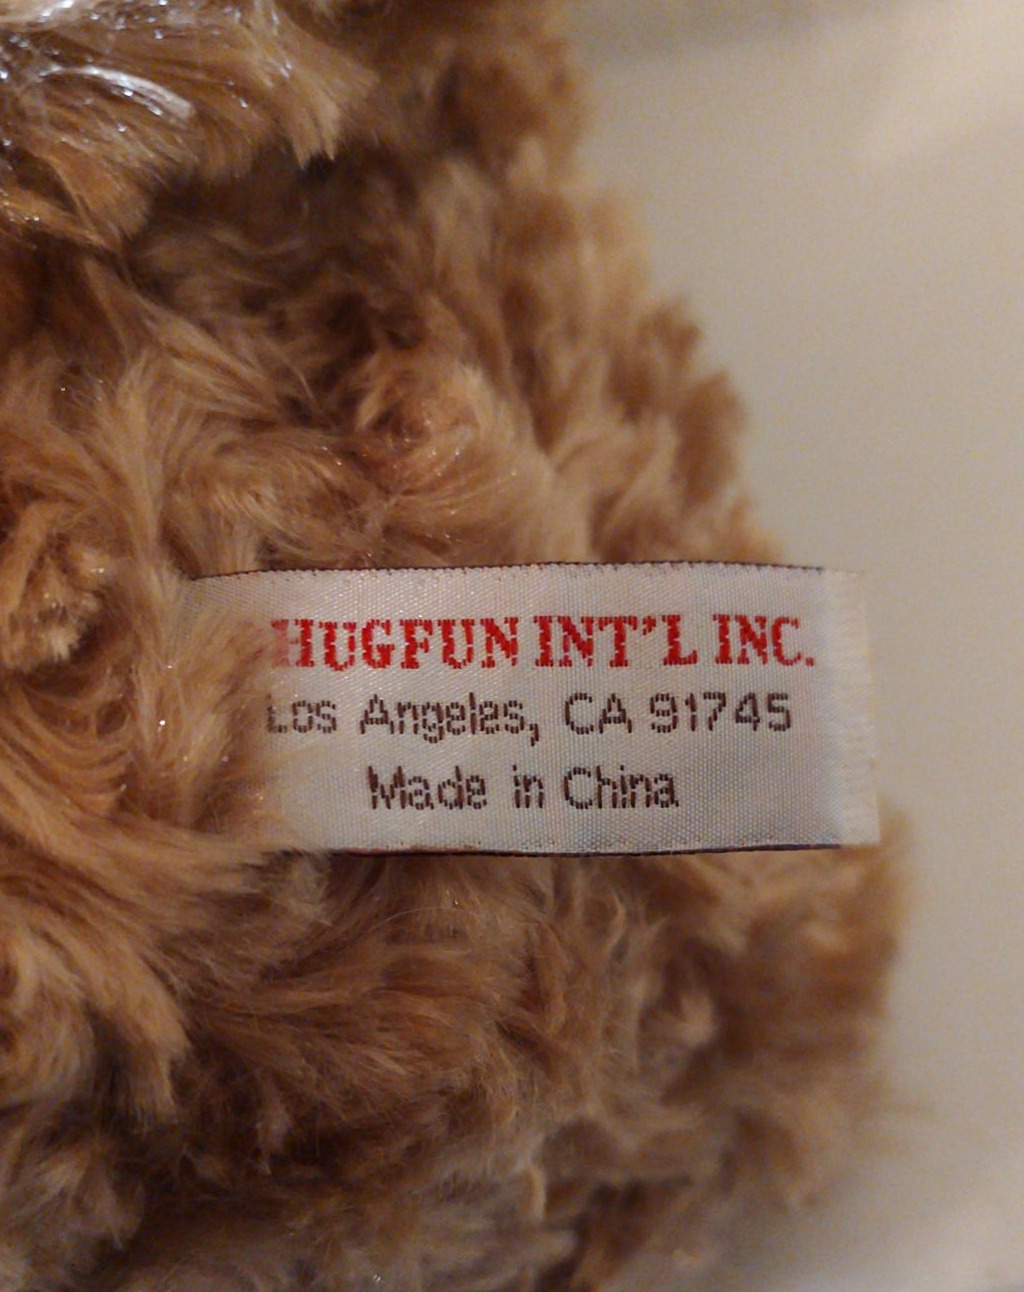 HUGFUN INT'L INC.
Los Angeles, CA 91745
Made in China